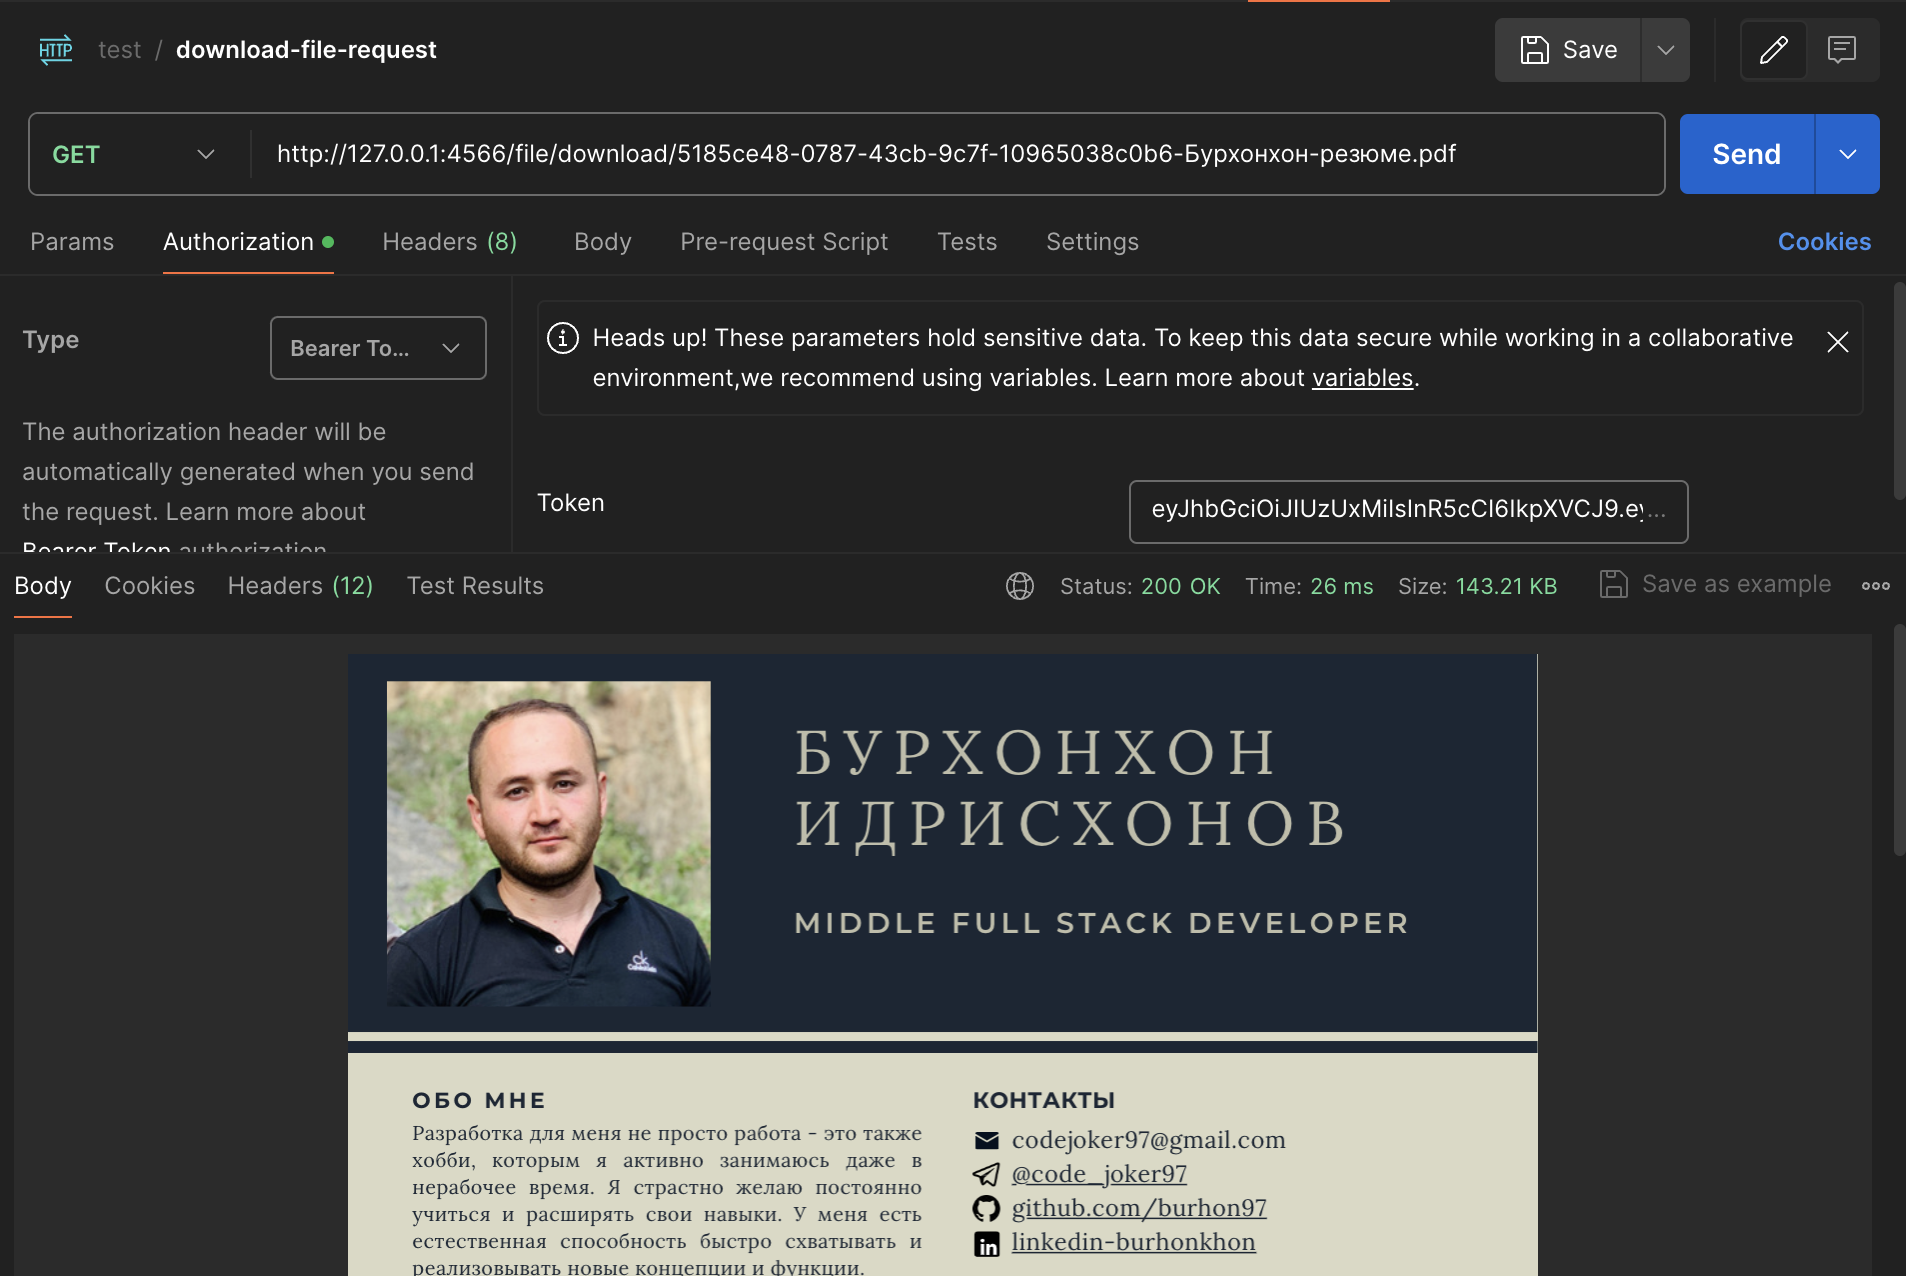 HTTP test / download-file-request
Save
GET http://127.0.0.1:4566/file/download/5185ce48-0787-43cb-9c7f-10965038c0b6-Бурхонхон-резюме.pdf
Send
Params Authorization Headers (8) Body Pre-request Script Tests Settings Cookies
Type
Bearer To...
The authorization header will be
automatically generated when you send
the request. Learn more about
Bearer Token authorization
Heads up! These parameters hold sensitive data. To keep this data secure while working in a collaborative
environment,we recommend using variables. Learn more about variables.
Token
eyJhbGciOiJIUzUxMiIsInR5cCI6IkpXVCJ9.ey...
Body Cookies Headers (12) Test Results
Status: 200 OK Time: 26 ms Size: 143.21 KB Save as example
БУРХОНХОН
ИДРИСХОНОВ
MIDDLE FULL STACK DEVELOPER
ck
ОБО МНЕ
Разработка для меня не просто работа - это также
хобби, которым я активно занимаюсь даже в
нерабочее время. Я страстно желаю постоянно
учиться и расширять свои навыки. У меня есть
естественная способность быстро схватывать и
реализовывать новые концепции и функции.
КОНТАКТЫ
codejoker97@gmail.com
@code_joker97
github.com/burhon97
in linkedin-burhonkhon